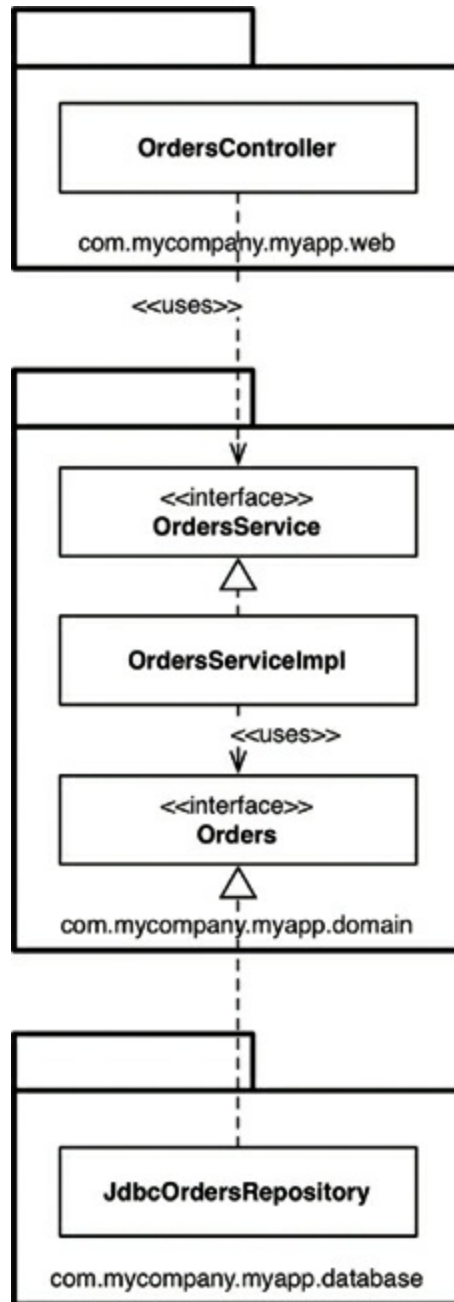 OrdersController
com.mycompany.myapp.web
<<uses>>
<<interface>>
OrdersService
OrdersServiceImpl
<<uses>>
<<interface>>
Orders
com.mycompany.myapp.domain
JdbcOrdersRepository
com.mycompany.myapp.database